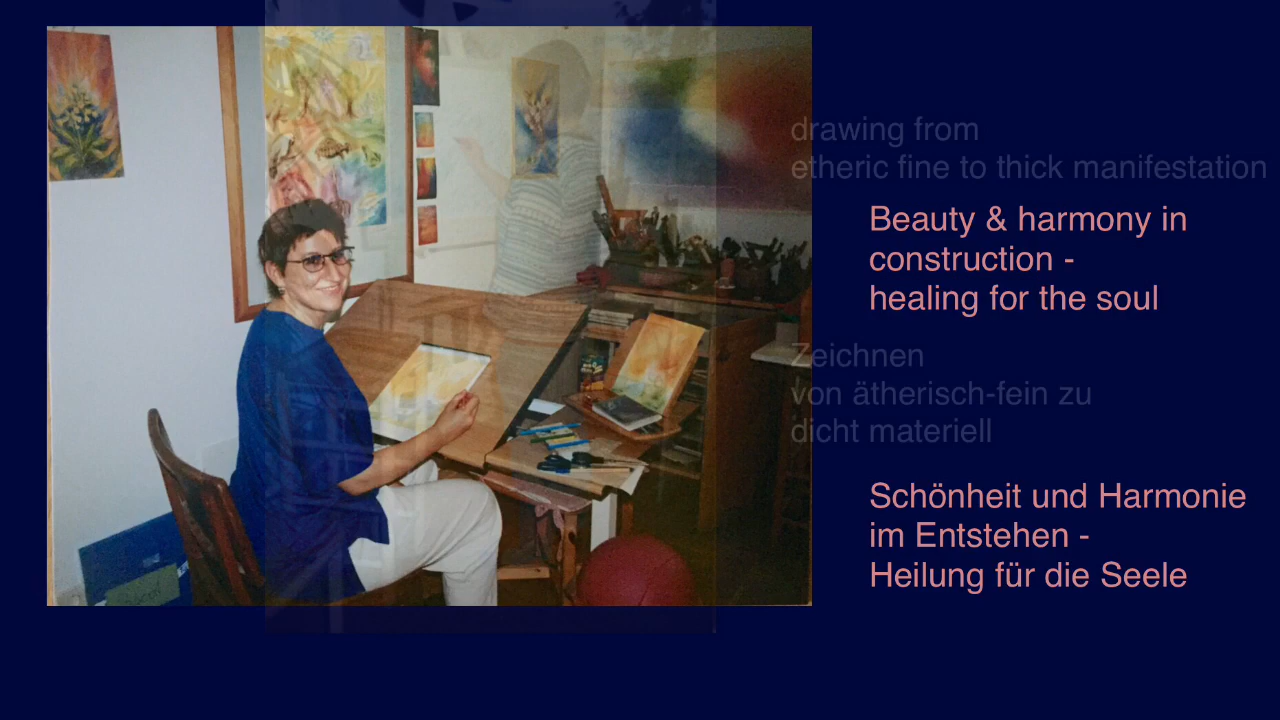 drawing from
etheric fine to thick manifestation
Beauty & harmony in
construction -
healing for the soul
Zeichnen
von ätherisch-fein zu
dicht materiell
Schönheit und Harmonie
im Entstehen -
Heilung für die Seele